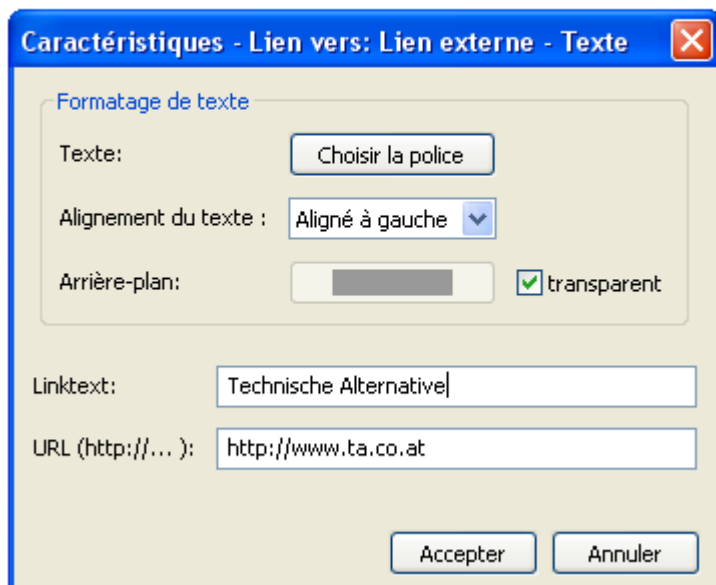 Caractéristiques - Lien vers: Lien externe - Texte
Formatage de texte
Texte: Choisir la police
Alignement du texte : Aligné à gauche
Arrière-plan: transparent
Linktext: Technische Alternative
URL (http://... ): http://www.ta.co.at
Accepter Annuler